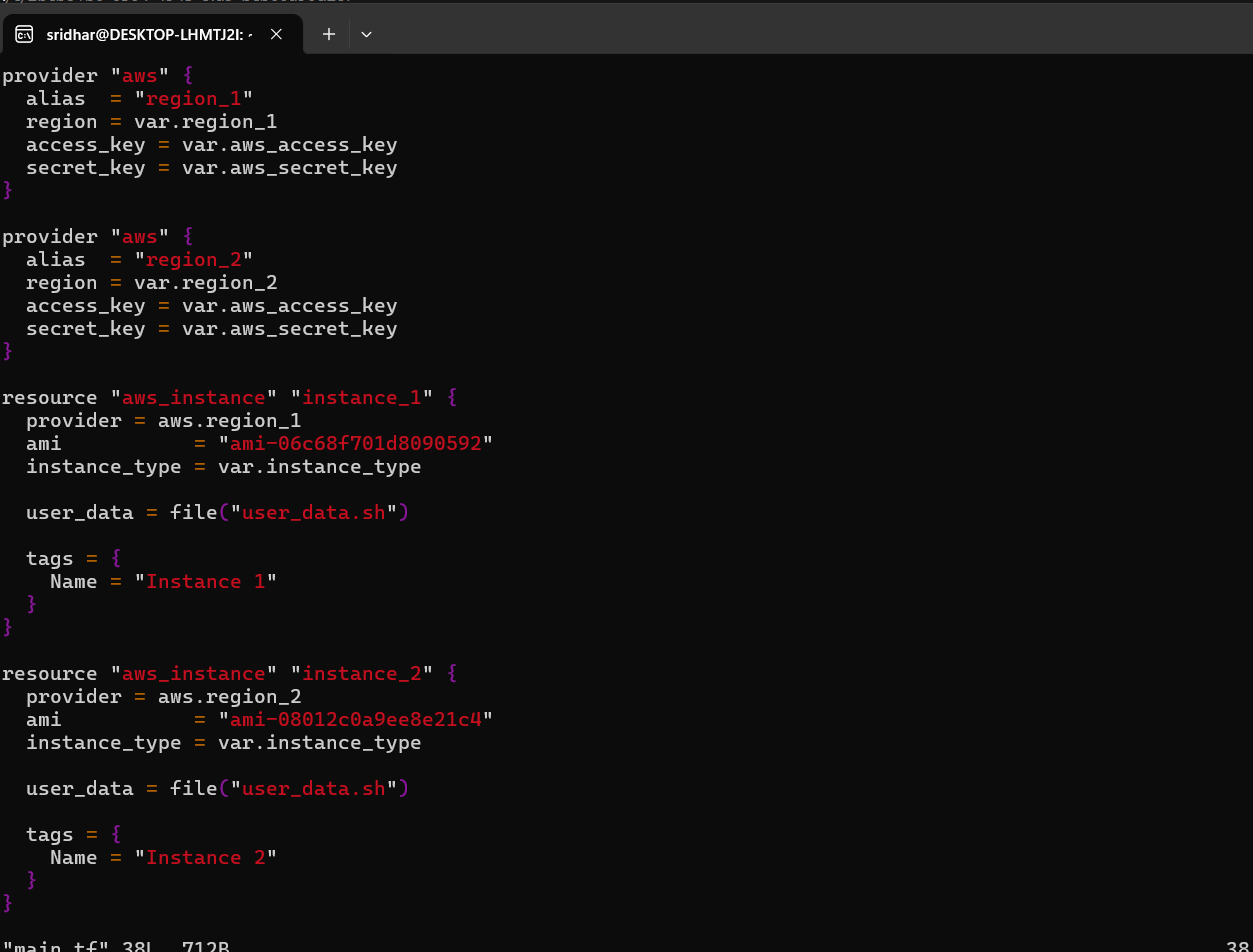 sridhar@DESKTOP-LHMTJ2I: ~
provider "aws" {
  alias  = "region_1"
  region = var.region_1
  access_key = var.aws_access_key
  secret_key = var.aws_secret_key
}

provider "aws" {
  alias  = "region_2"
  region = var.region_2
  access_key = var.aws_access_key
  secret_key = var.aws_secret_key
}

resource "aws_instance" "instance_1" {
  provider = aws.region_1
  ami           = "ami-06c68f701d8090592"
  instance_type = var.instance_type

  user_data = file("user_data.sh")

  tags = {
    Name = "Instance 1"
  }
}

resource "aws_instance" "instance_2" {
  provider = aws.region_2
  ami           = "ami-08012c0a9ee8e21c4"
  instance_type = var.instance_type

  user_data = file("user_data.sh")

  tags = {
    Name = "Instance 2"
  }
}

"main.tf" 38L, 712B 38